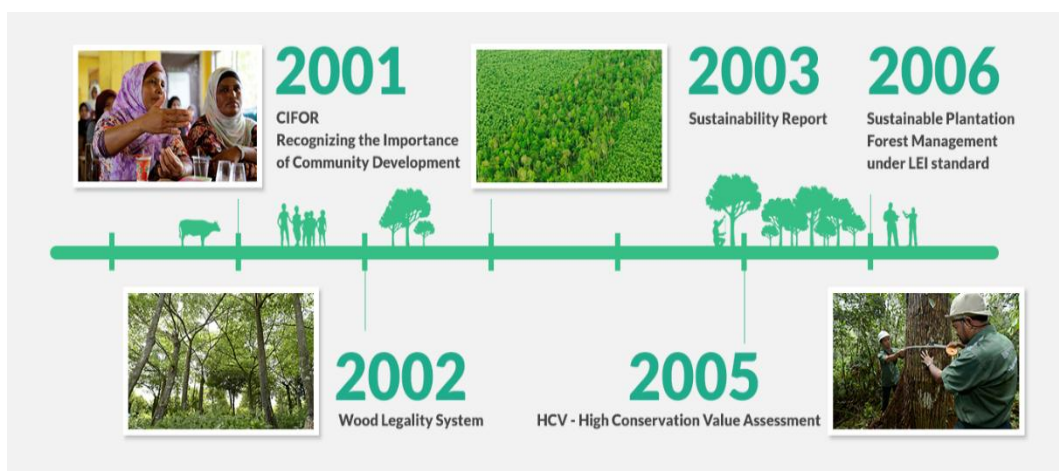 2001
CIFOR
Recognizing the Importance
of Community Development
2003
Sustainability Report
2006
Sustainable Plantation
Forest Management
under LEI standard
2002
Wood Legality System
2005
HCV - High Conservation Value Assessment